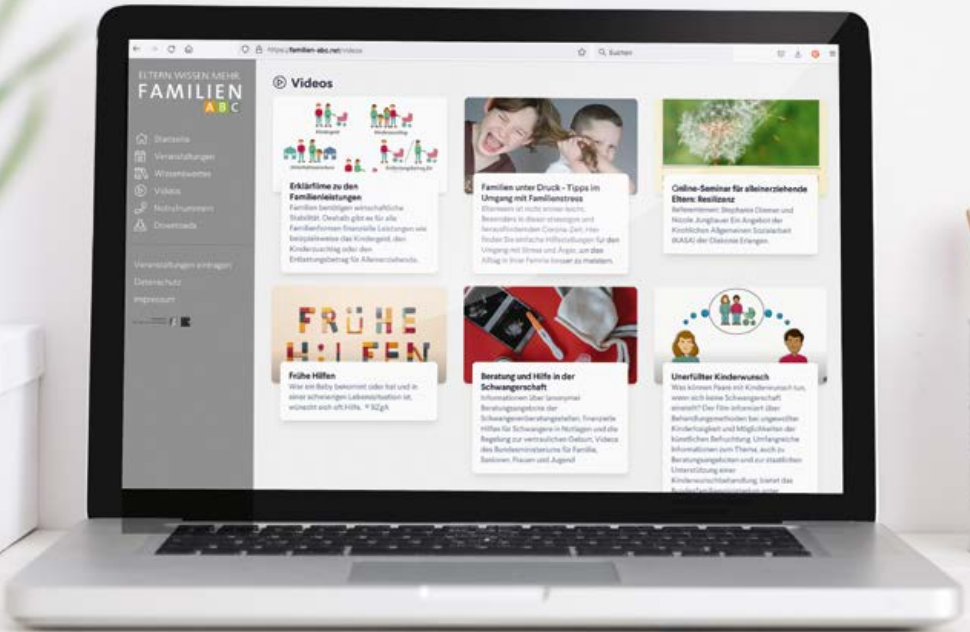 https://familien-abc.net/videos
Suchen
ELTERN WISSEN MEHR.
FAMILIEN
ABC
Startseite
Veranstaltungen
Wissenswertes
Videos
Notrufnummern
Downloads
Veranstaltungen eintragen
Datenschutz
Impressum
Videos
Kindergeld
Kinderzuschlag
Erklärfilme zu den
Familienleistungen
Familien benötigen wirtschaftliche
Stabilität. Deshalb gibt es für alle
Familienformen finanzielle Leistungen wie
beispielsweise das Kindergeld, den
Kinderzuschlag oder den
Entlastungsbetrag für Alleinerziehende.
Familien unter Druck - Tipps im
Umgang mit Familienstress
Elternsein ist nicht immer leicht.
Besonders in dieser stressigen und
herausfordernden Corona-Zeit. Hier
finden Sie einfache Hilfestellungen für den
Umgang mit Stress und Ärger, um den
Alltag in Ihrer Familie besser zu meistern.
Online-Seminar für alleinerziehende
Eltern: Resilianz
Referentinnen: Stephanie
und
Nicole Jungbauer Ein Angebot der
Kirchlichen Allgemeinen Sozialarbeit
(KASA) der Diakonie Erlangen.
FRÜHE
HILFEN
Frühe Hilfen
Wer ein Baby bekommt oder hat und in
einer schwierigen Lebenssituation ist,
wünscht sich oft Hilfe. © BZgA
Beratung und Hilfe in der
Schwangerschaft
Informationen über (anonyme)
Beratungsangebote der
Schwangerenberatungsstellen, finanzielle
Hilfen für Schwangere in Notlagen und die
Regelung zur vertraulichen Geburt, Videos
des Bundesministeriums für Familie,
Senioren, Frauen und Jugend
Unerfüllter Kinderwunsch
Was können Paare mit Kinderwunsch tun,
wenn sich keine Schwangerschaft
einstellt? Der Film informiert über
Behandlungsmethoden bei ungewollter
Kinderlosigkeit und Möglichkeiten der
künstlichen Befruchtung. Umfangreiche
Informationen zum Thema, auch zu
Beratungsangeboten und zur staatlichen
Unterstützung einer
Kinderwunschbehandlung, bietet das
Bundesfamilienministerium unter